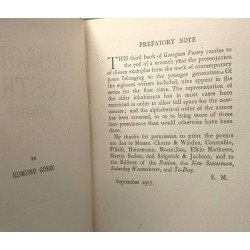 TO
EDMUND GOSSE
PREFATORY NOTE
THIS third book of Georgian Poetry carries to
the end of a seventh year the presentation
of chosen examples from the work of contemporary
poets belonging to the younger generation. Of
the eighteen writers included, nine appear in the
series for the first time. The representation of
the older inhabitants has in most cases been
restricted in order to allow full space for the new-
comers; and the alphabetical order of the names
has been reversed, so as to bring more of these
into prominence than would otherwise have been
done.
My thanks for permission to print the poems
are due to Messrs. Chatto & Windus, Constable,
Fifield, Heinemann, Macmillan, Elkin Mathews,
Martin Secker, and Sidgwick & Jackson, and to
the Editors of the Nation, the New Statesman,
Saturday Westminster, and To-Day.
E. M.
September 1917.